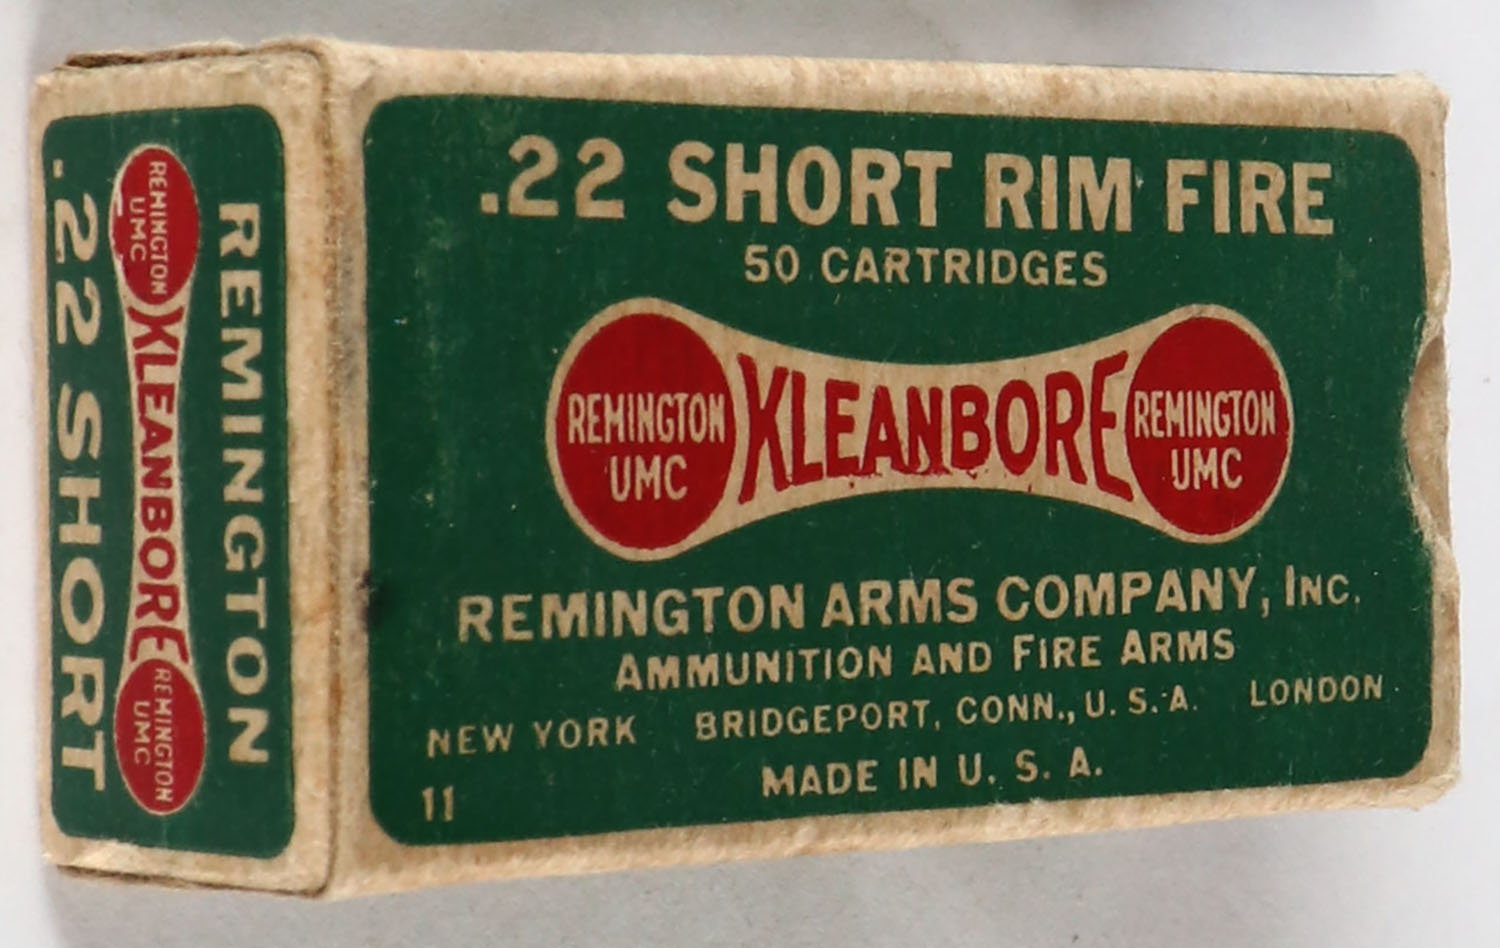 .22 SHORT RIM FIRE
50 CARTRIDGES
REMINGTON
UMC
KLEANBORE
REMINGTON
UMC
REMINGTON ARMS COMPANY, INC.
AMMUNITION AND FIRE ARMS
NEW YORK BRIDGEPORT, CONN., U. S. A. LONDON
MADE IN U. S. A.
11
REMINGTON
REMINGTON
UMC
KLEANBORE
REMINGTON
UMC
.22 SHORT